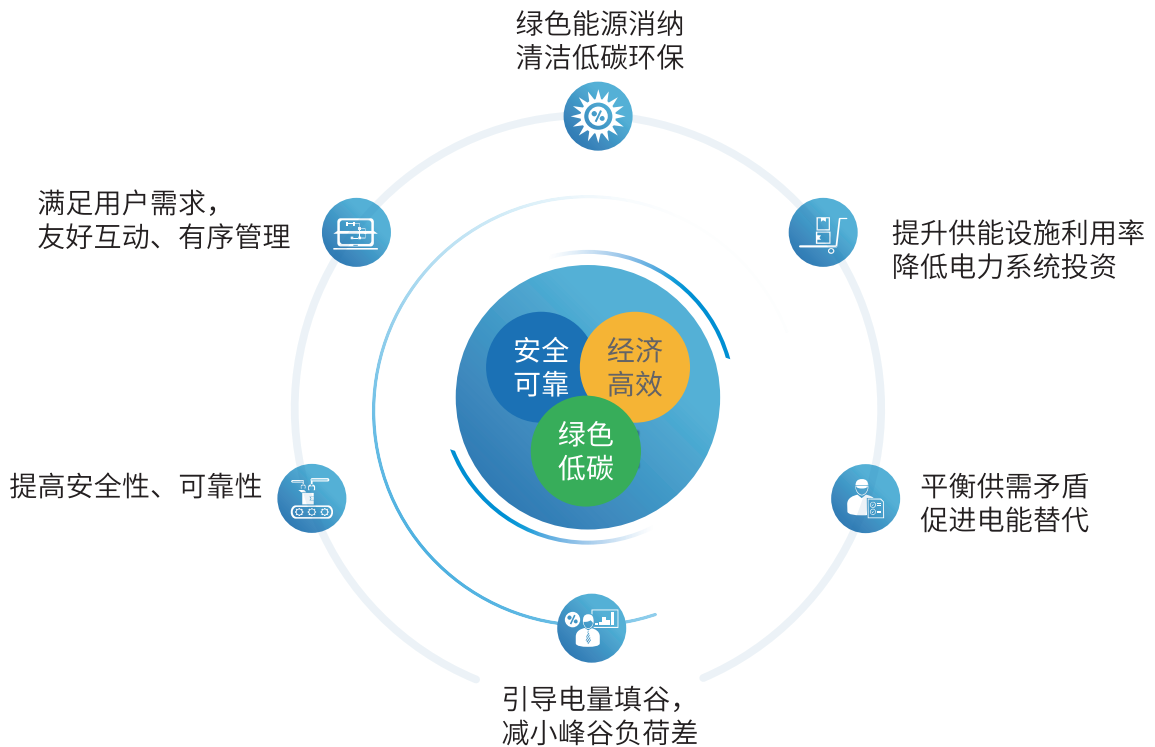 绿色能源消纳
清洁低碳环保
满足用户需求，
友好互动、有序管理
提升供能设施利用率
降低电力系统投资
安全
可靠
经济
高效
绿色
低碳
提高安全性、可靠性
平衡供需矛盾
促进电能替代
引导电量填谷，
减小峰谷负荷差